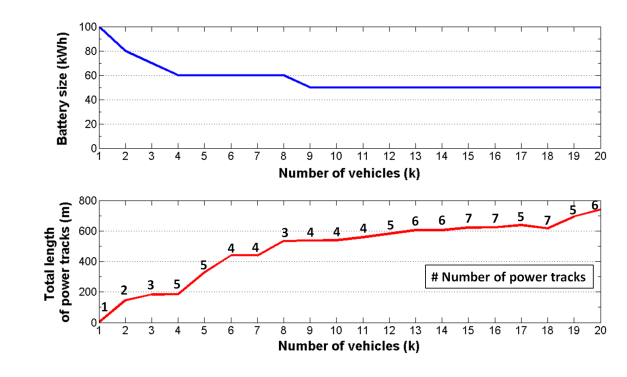 100
80
60
40
20
0
Battery size (kWh)
1 2 3 4 5 6 7 8 9 10 11 12 13 14 15 16 17 18 19 20
Number of vehicles (k)
800
600
400
200
0
Total length
of power tracks (m)
1 2 3 5 5 4 4 3 4 4 4 5 6 6 7 7 5 7 5 6
# Number of power tracks
1 2 3 4 5 6 7 8 9 10 11 12 13 14 15 16 17 18 19 20
Number of vehicles (k)